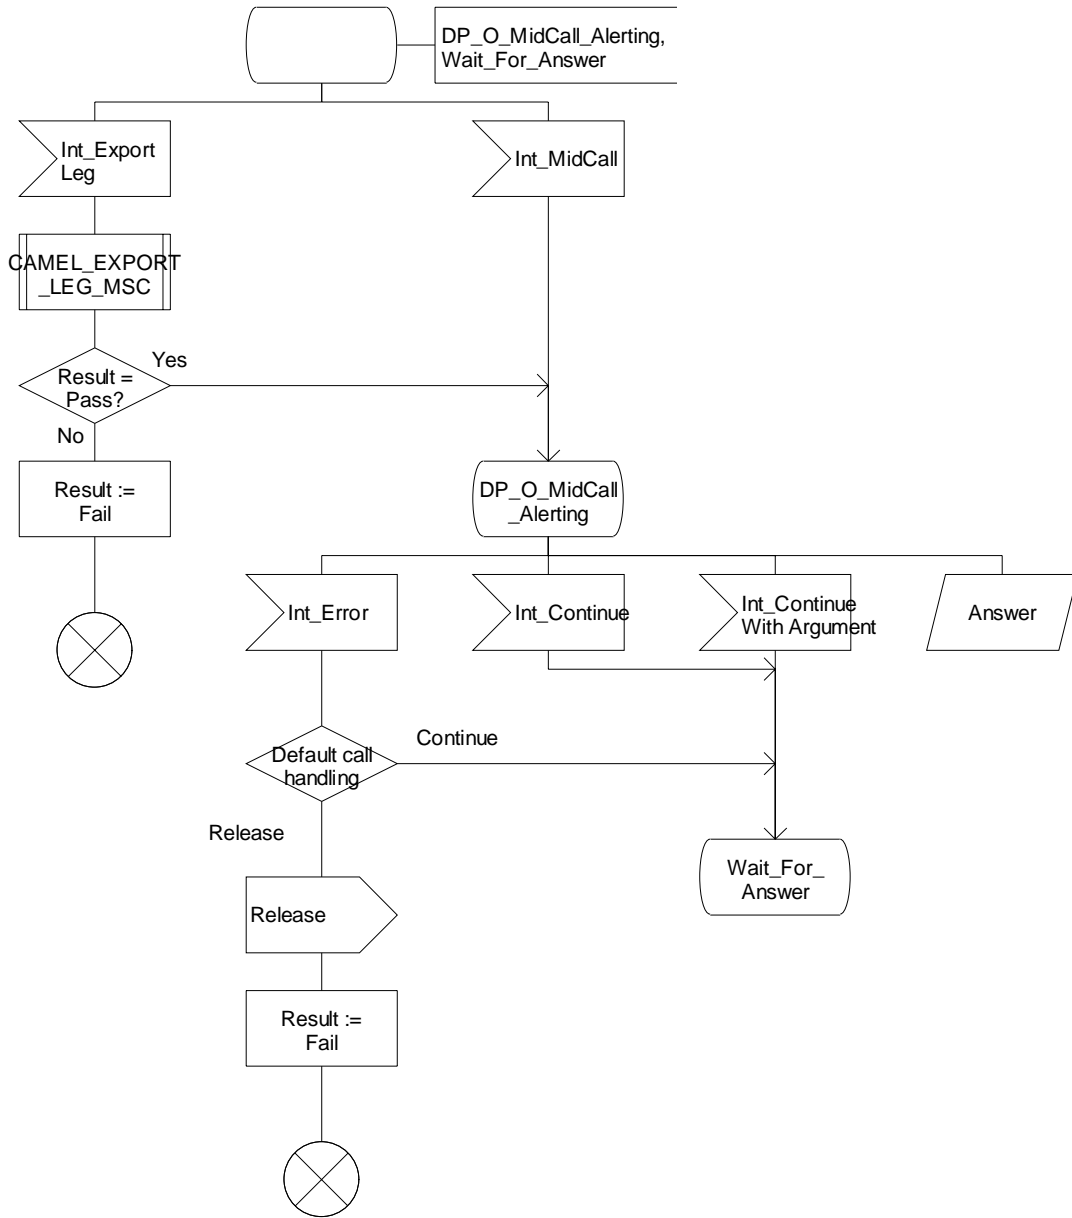 DP_O_MidCall_Alerting,
Wait_For_Answer
Int_Export
Leg
Int_MidCall
CAMEL_EXPORT
_LEG_MSC
Yes
Result =
Pass?
No
Result :=
Fail
DP_O_MidCall
_Alerting
Int_Error
Int_Continue
Int_Continue
With Argument
Answer
Default call
handling
Continue
Release
Wait_For_
Answer
Release
Result :=
Fail